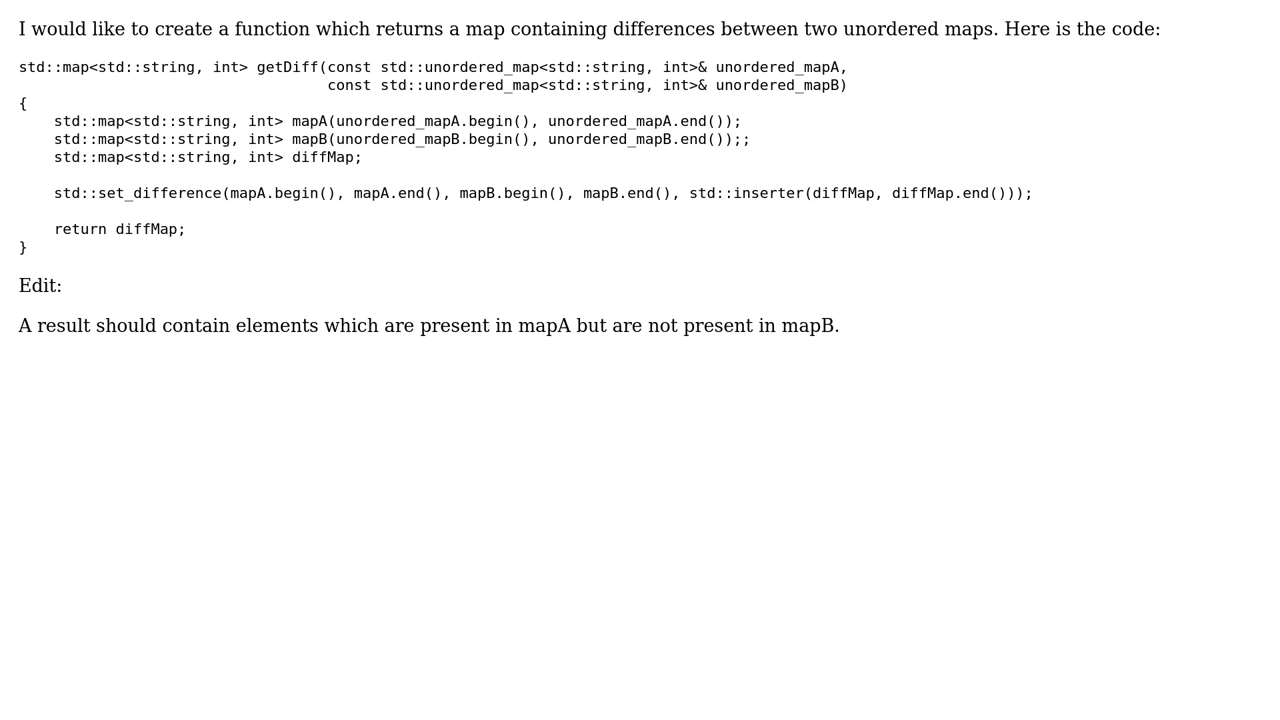 I would like to create a function which returns a map containing differences between two unordered maps. Here is the code:
std::map<std::string, int> getDiff(const std::unordered_map<std::string, int>& unordered_mapA,
                                   const std::unordered_map<std::string, int>& unordered_mapB)
{
    std::map<std::string, int> mapA(unordered_mapA.begin(), unordered_mapA.end());
    std::map<std::string, int> mapB(unordered_mapB.begin(), unordered_mapB.end());;
    std::map<std::string, int> diffMap;
    std::set_difference(mapA.begin(), mapA.end(), mapB.begin(), mapB.end(), std::inserter(diffMap, diffMap.end()));
    return diffMap;
}
Edit:
A result should contain elements which are present in mapA but are not present in mapB.